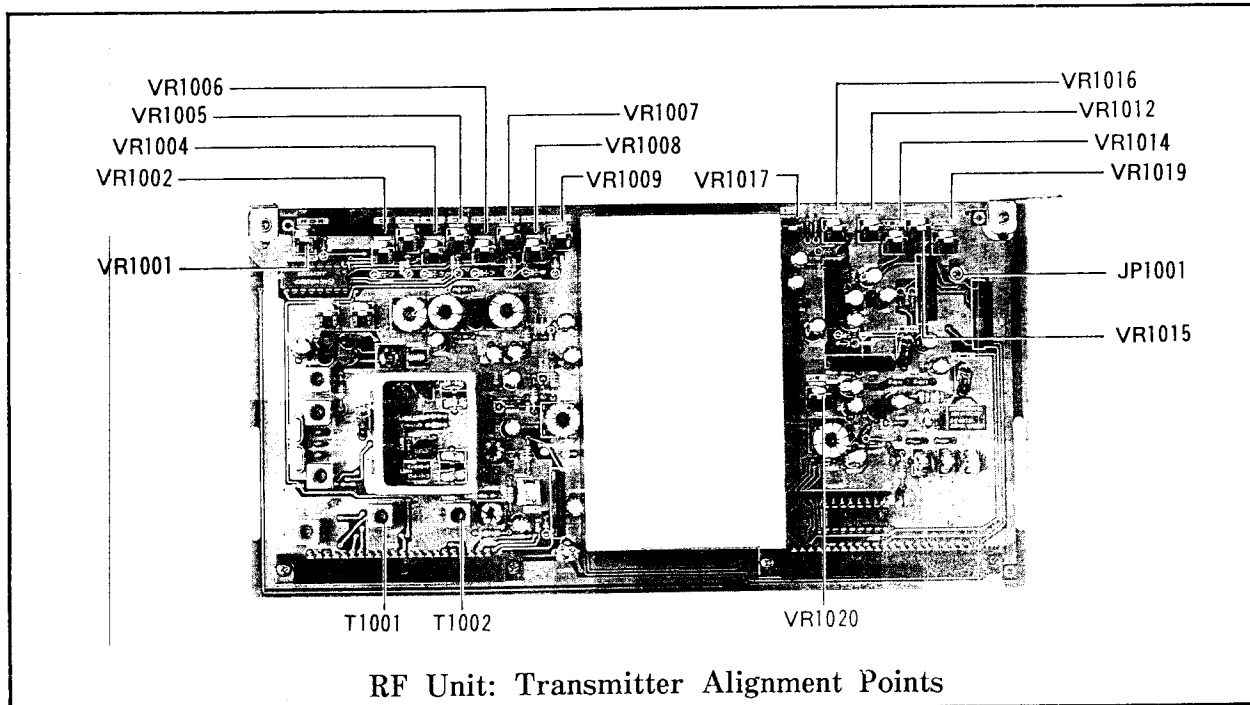 VR1006
VR1005
VR1004
VR1002
VR1007
VR1008
VR1009
VR1017
VR1016
VR1012
VR1014
VR1019
VR1001
JP1001
VR1015
T1001 T1002
VR1020
RF Unit: Transmitter Alignment Points